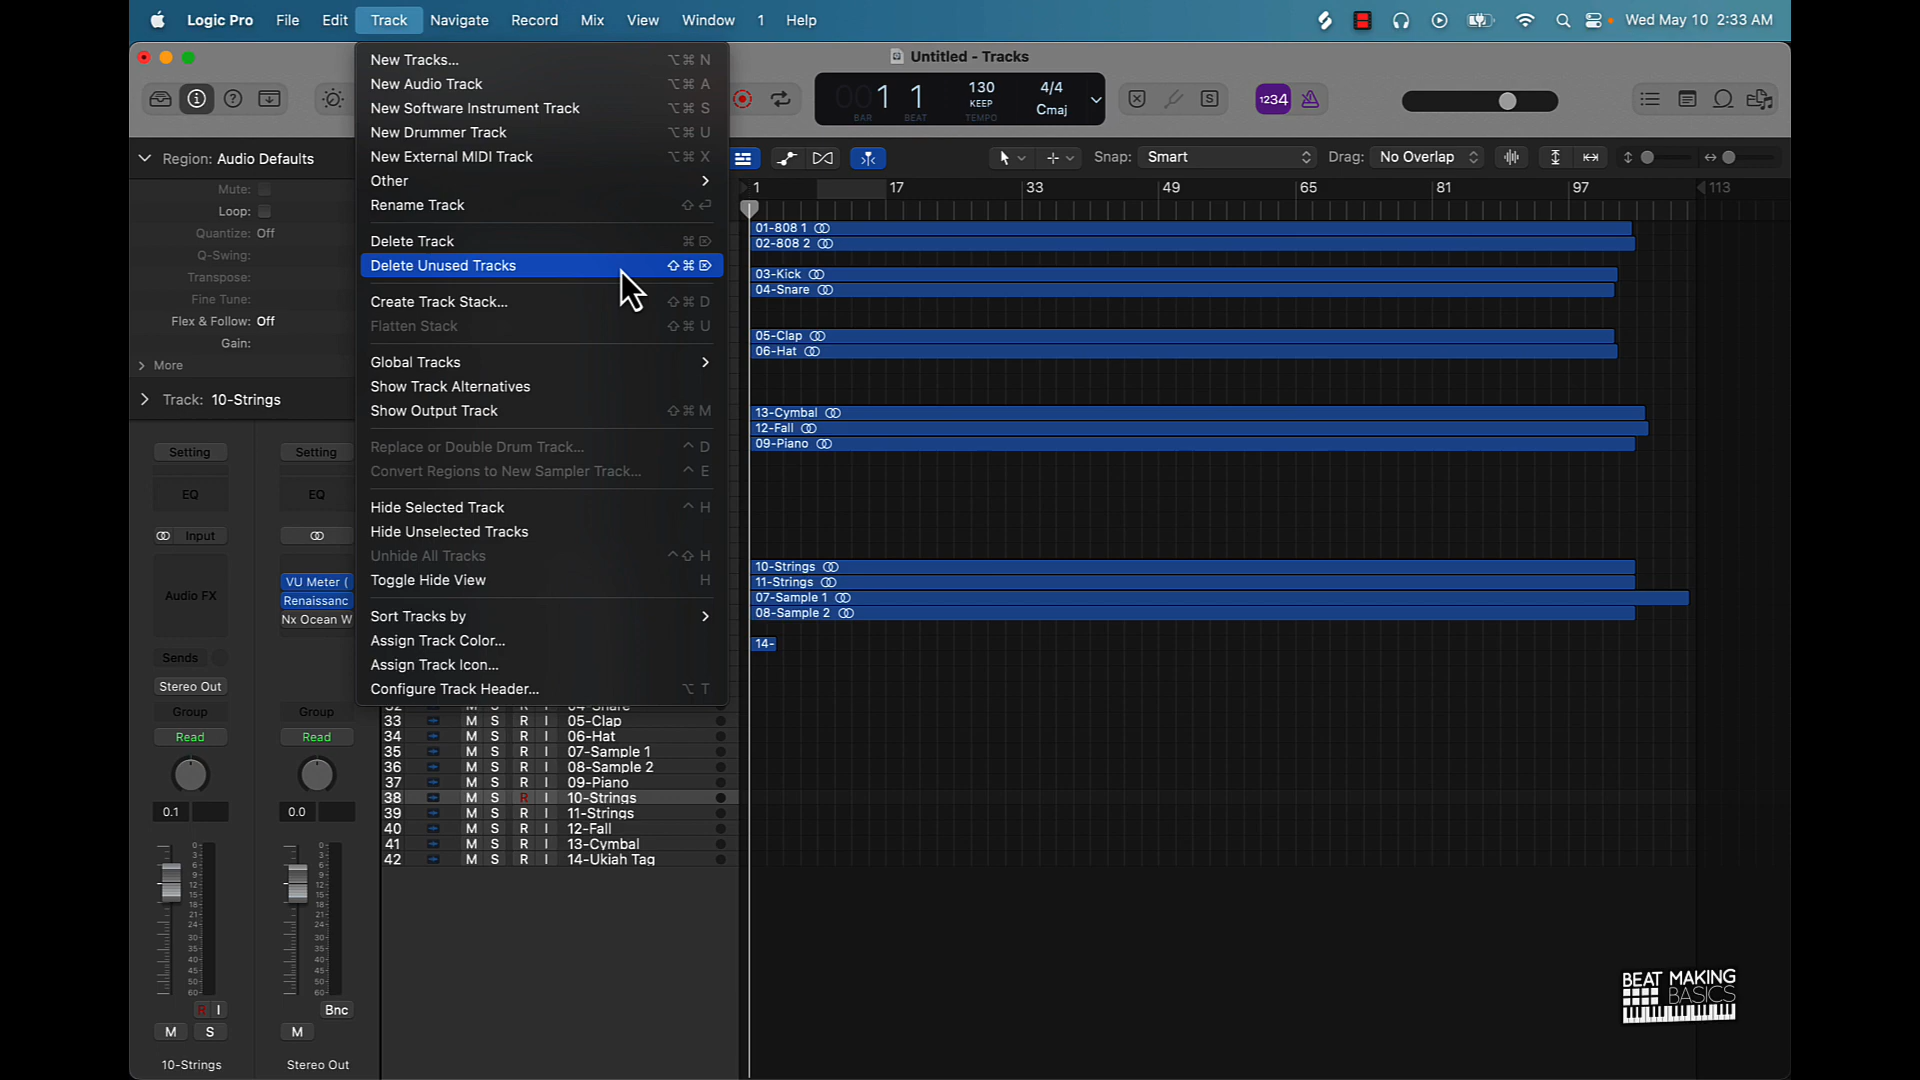 Logic Pro File Edit Track Navigate Record Mix View Window 1 Help Wed May 10 2:33 AM
Untitled - Tracks
New Tracks... ⌥⌘ N
New Audio Track ⌥⌘ A
New Software Instrument Track ⌥⌘ S
New Drummer Track ⌥⌘ U
New External MIDI Track ⌥⌘ X
Other
Rename Track ⇧⏎
Delete Track ⌘⌦
Delete Unused Tracks ⇧⌘⌦
Create Track Stack... ⇧⌘ D
Flatten Stack ⇧⌘ U
Global Tracks
Show Track Alternatives
Show Output Track ⇧⌘ M
Replace or Double Drum Track... ^ D
Convert Regions to New Sampler Track... ^ E
Hide Selected Track ^ H
Hide Unselected Tracks
Unhide All Tracks ^⇧ H
Toggle Hide View H
Sort Tracks by
Assign Track Color...
Assign Track Icon...
Configure Track Header... ⌥ T
001 1 130 4/4
KEEP Cmaj
BAR BEAT TEMPO
S 1234
Region: Audio Defaults
Mute:
Loop:
Quantize: Off
Q-Swing:
Transpose:
Fine Tune:
Flex & Follow: Off
Gain:
More
Track: 10-Strings
Snap: Smart Drag: No Overlap
1 17 33 49 65 81 97 113
01-808 1
02-808 2
03-Kick
04-Snare
05-Clap
06-Hat
13-Cymbal
12-Fall
09-Piano
10-Strings
11-Strings
07-Sample 1
08-Sample 2
14-
Setting Setting
EQ EQ
Input
Audio FX
VU Meter (
Renaissanc
Nx Ocean W
Sends
Stereo Out
Group Group
Read Read
0.1 0.0
R I Bnc
M S M
10-Strings Stereo Out
32 M S R I 04-Snare
33 M S R I 05-Clap
34 M S R I 06-Hat
35 M S R I 07-Sample 1
36 M S R I 08-Sample 2
37 M S R I 09-Piano
38 M S R I 10-Strings
39 M S R I 11-Strings
40 M S R I 12-Fall
41 M S R I 13-Cymbal
42 M S R I 14-Ukiah Tag
BEAT MAKING
BASICS